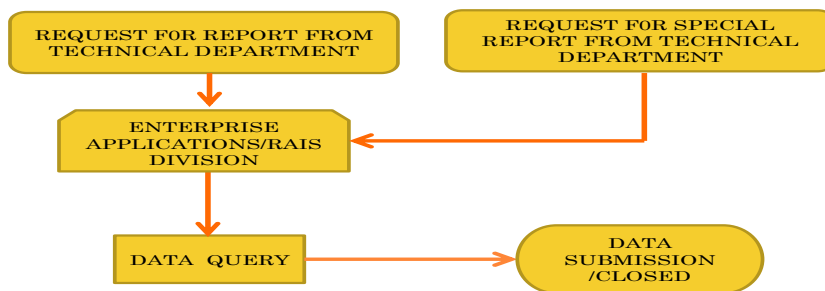 REQUEST F0R REPORT FROM
TECHNICAL DEPARTMENT
REQUEST F0R SPECIAL
REPORT FROM TECHNICAL
DEPARTMENT
ENTERPRISE
APPLICATIONS/RAIS
DIVISION
DATA QUERY
DATA
SUBMISSION
/CLOSED